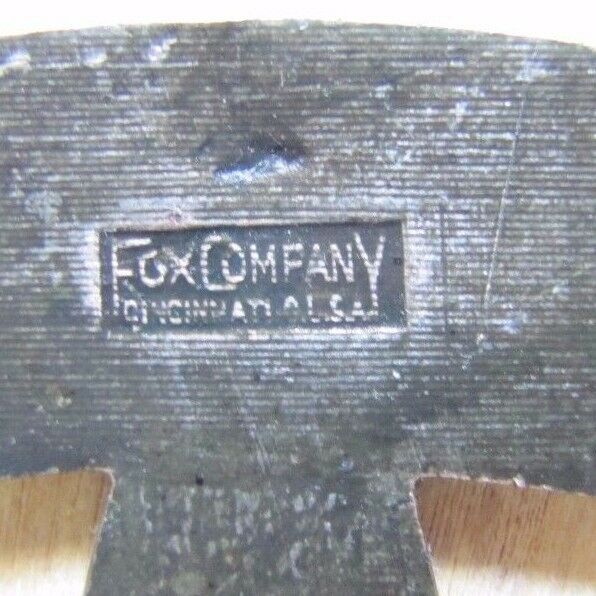 FOX COMPANY
CINCINNATI, O. U.S.A.